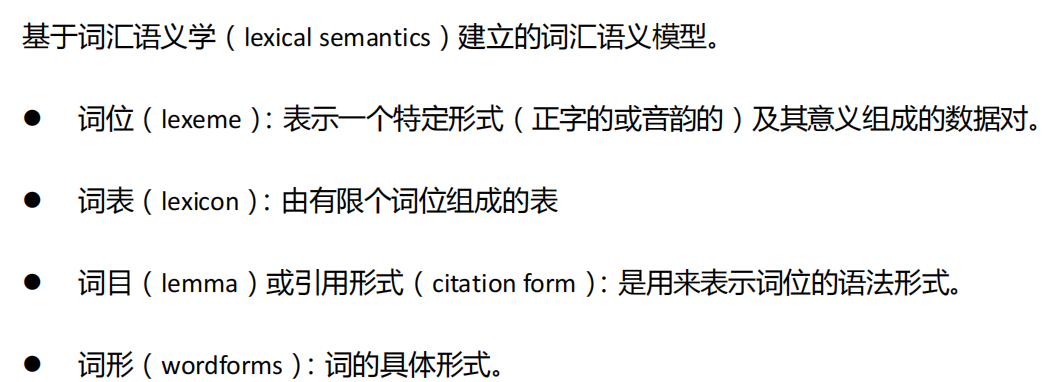 基于词汇语义学（lexical semantics）建立的词汇语义模型。
● 词位（lexeme）：表示一个特定形式（正字的或音韵的）及其意义组成的数据对。
● 词表（lexicon）：由有限个词位组成的表
● 词目（lemma）或引用形式（citation form）：是用来表示词位的语法形式。
● 词形（wordforms）：词的具体形式。